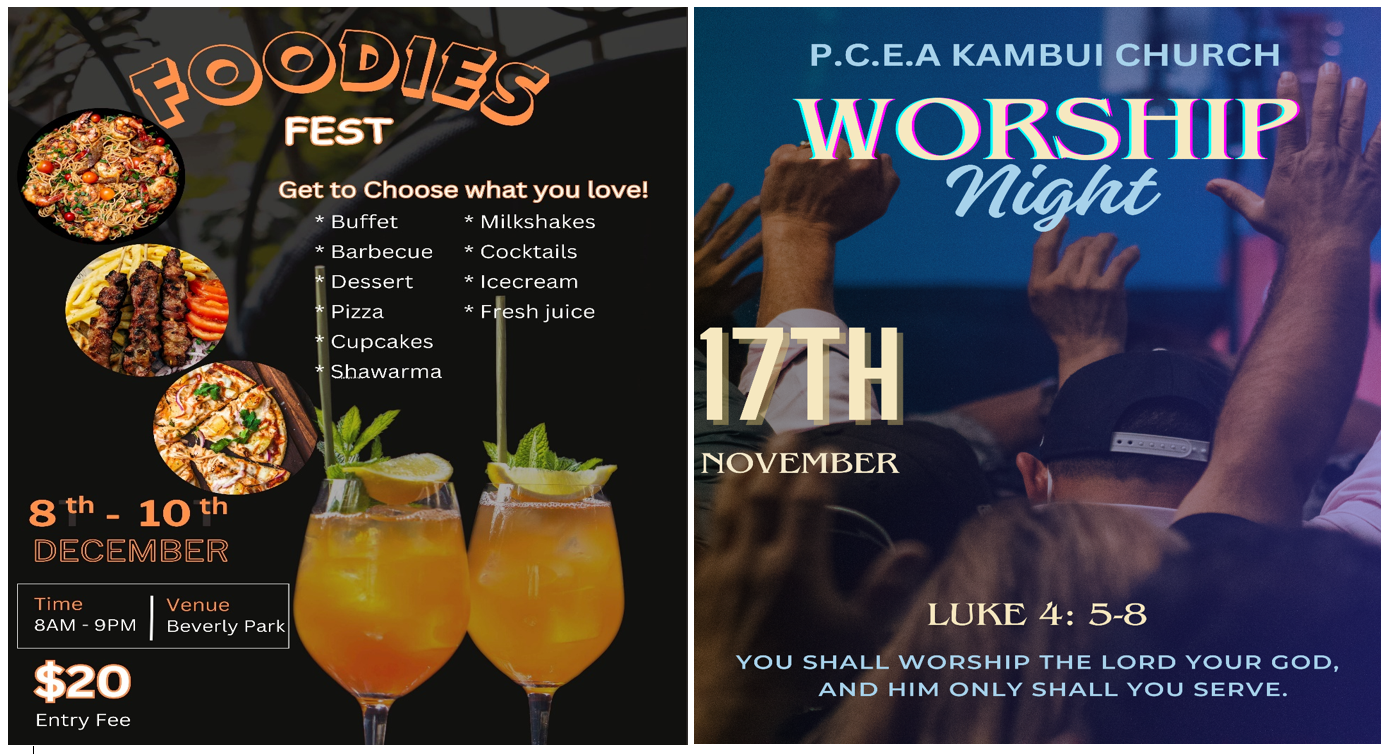 FOODIES
FEST
Get to Choose what you love!
* Buffet
* Barbecue
* Dessert
* Pizza
* Cupcakes
* Shawarma
* Milkshakes
* Cocktails
* Icecream
* Fresh juice
8th - 10th
DECEMBER
Time
8AM - 9PM
Venue
Beverly Park
$20
Entry Fee
P.C.E.A KAMBUI CHURCH
WORSHIP
Night
17TH
NOVEMBER
LUKE 4: 5-8
YOU SHALL WORSHIP THE LORD YOUR GOD,
AND HIM ONLY SHALL YOU SERVE.